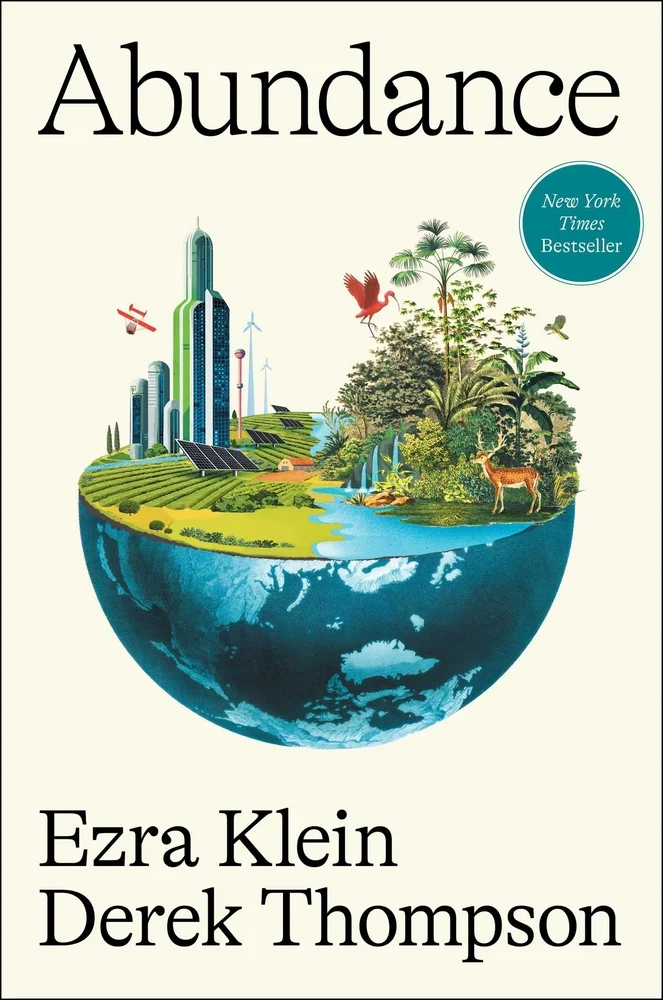 Abundance
New York
Times
Bestseller
Ezra Klein
Derek Thompson